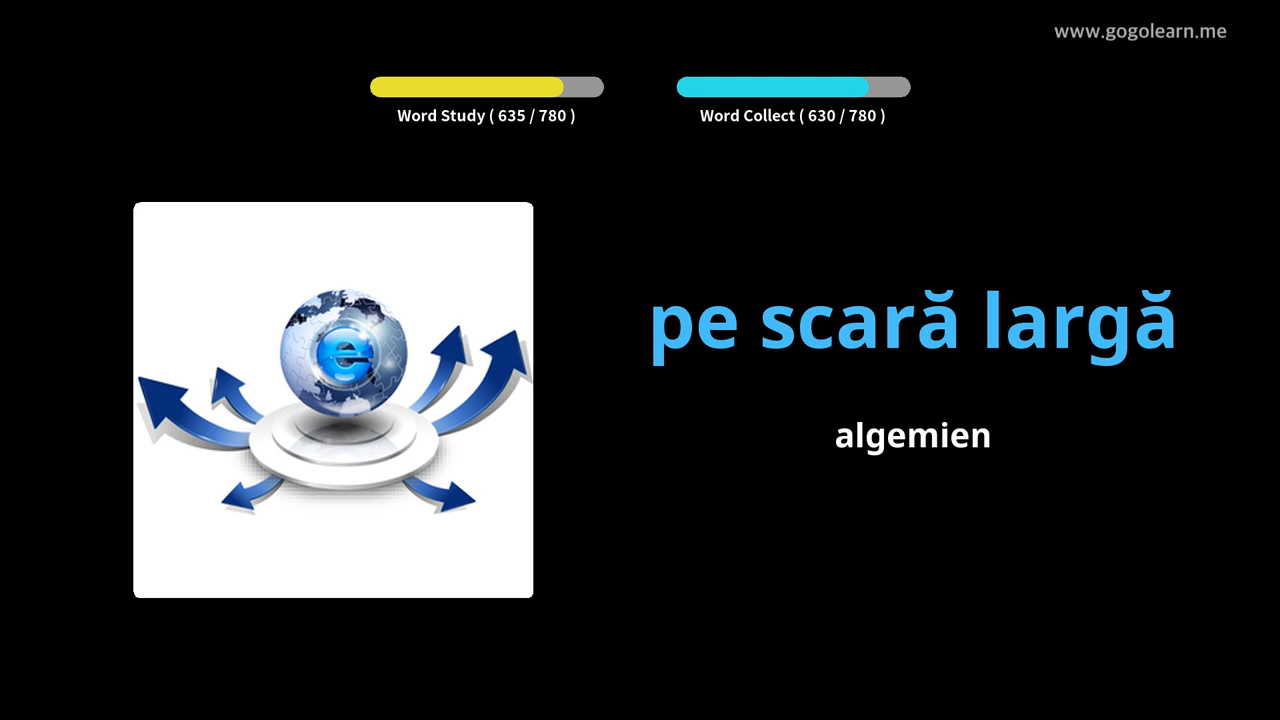 www.gogolearn.me
Word Study ( 635 / 780 )
Word Collect ( 630 / 780 )
e
pe scară largă
algemien